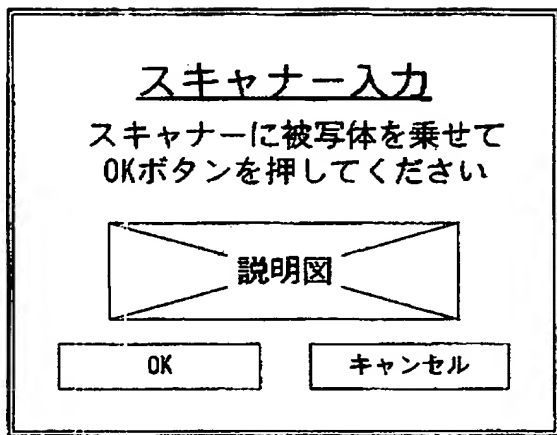 スキャナー入力
スキャナーに被写体を乗せて
OKボタンを押してください
説明図
OK
キャンセル